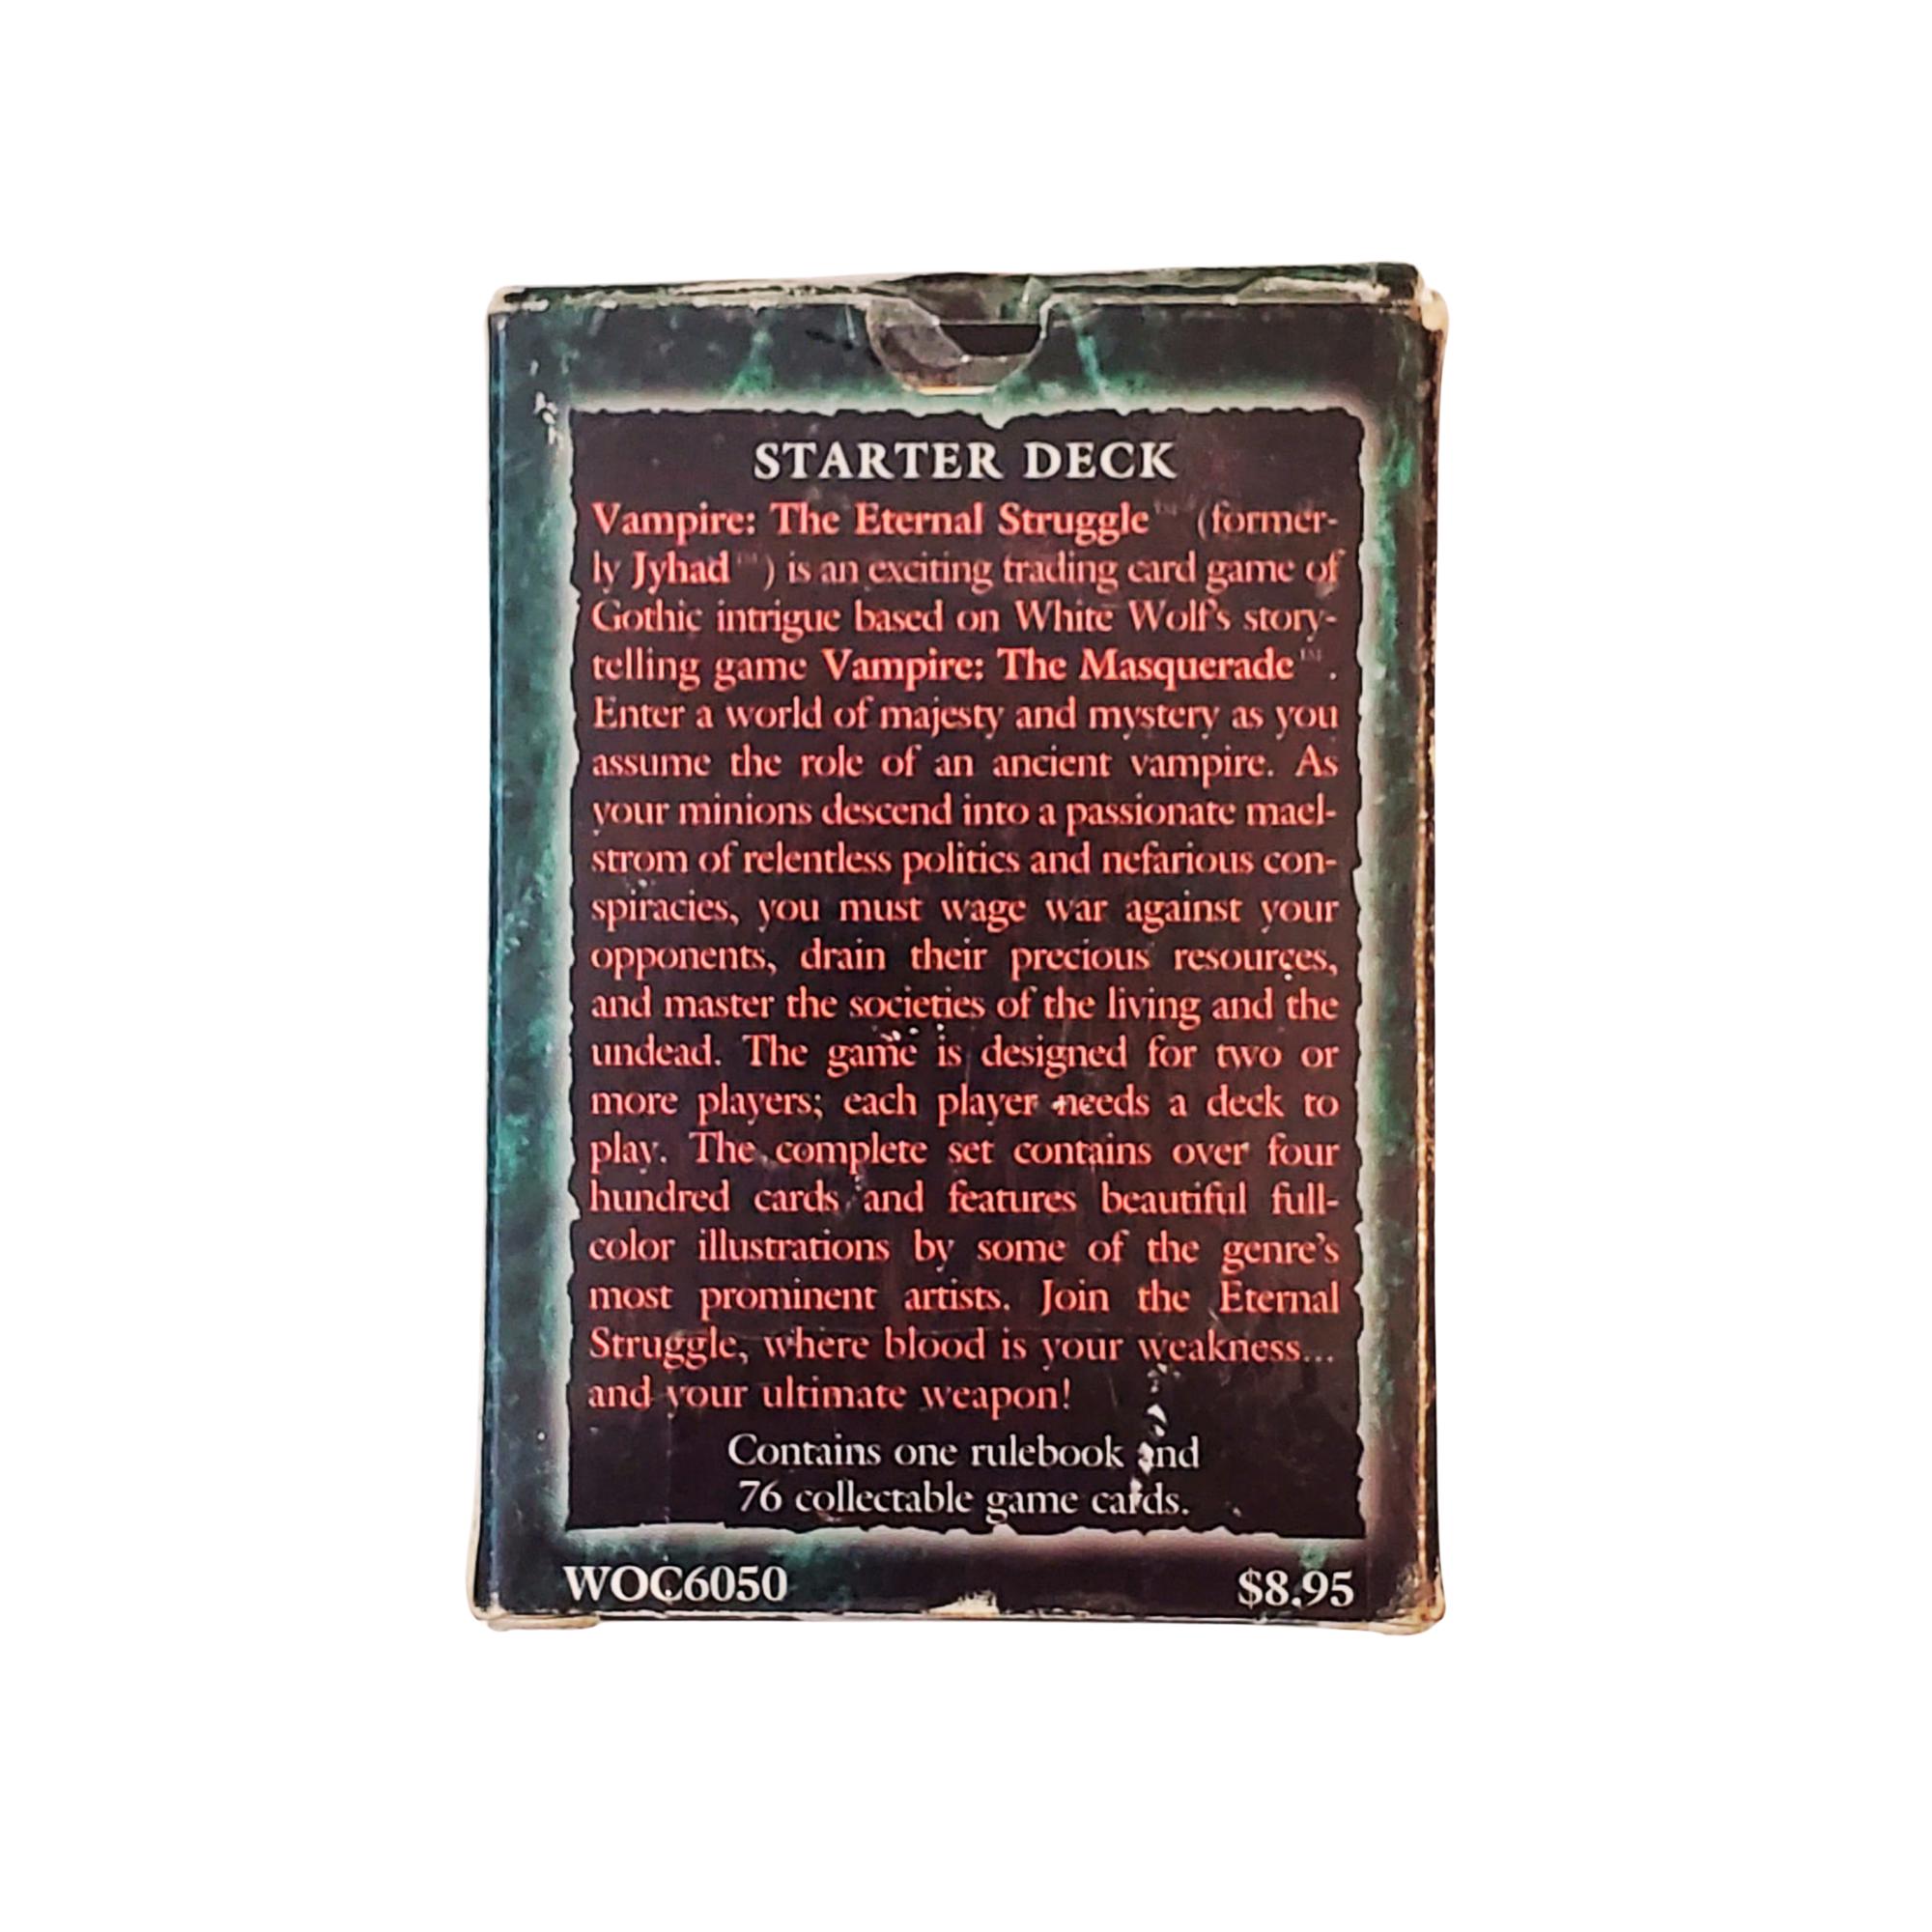 STARTER DECK
Vampire: The Eternal Struggle™ (former-
ly Jyhad™) is an exciting trading card game of
Gothic intrigue based on White Wolf's story-
telling game Vampire: The Masquerade™.
Enter a world of majesty and mystery as you
assume the role of an ancient vampire. As
your minions descend into a passionate mael-
strom of relentless politics and nefarious con-
spiracies, you must wage war against your
opponents, drain their precious resources,
and master the societies of the living and the
undead. The game is designed for two or
more players; each player needs a deck to
play. The complete set contains over four
hundred cards and features beautiful full-
color illustrations by some of the genre's
most prominent artists. Join the Eternal
Struggle, where blood is your weakness...
and your ultimate weapon!
Contains one rulebook and
76 collectable game cards.
WOC6050
$8.95